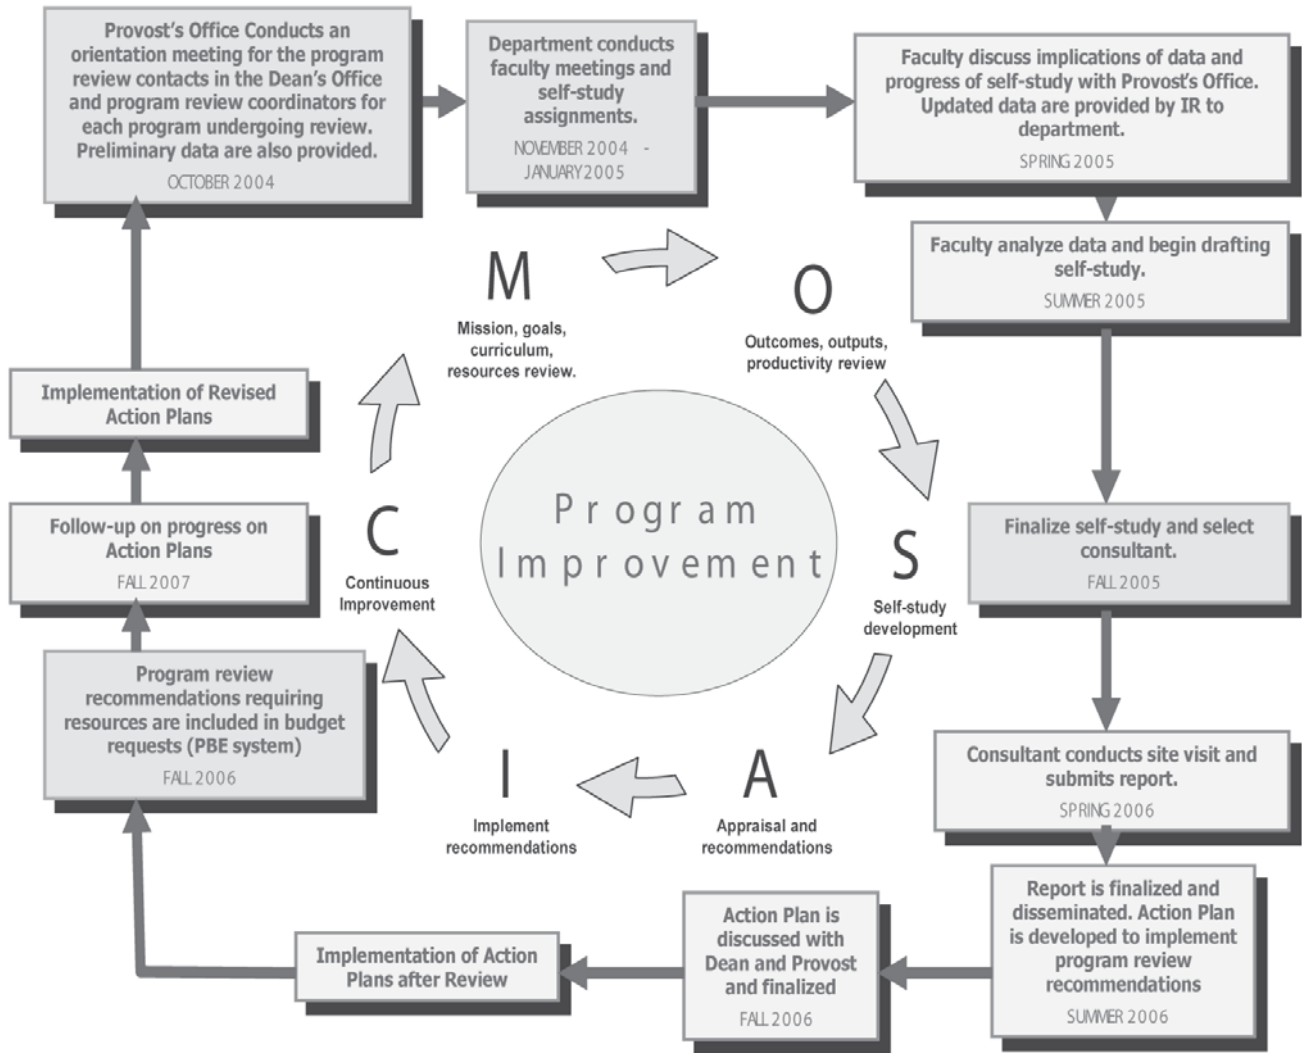 Provost's Office Conducts an
orientation meeting for the program
review contacts in the Dean's Office
and program review coordinators for
each program undergoing review.
Preliminary data are also provided.
OCTOBER 2004
Department conducts
faculty meetings and
self-study
assignments.
NOVEMBER 2004 -
JANUARY 2005
Faculty discuss implications of data and
progress of self-study with Provost's Office.
Updated data are provided by IR to
department.
SPRING 2005
Faculty analyze data and begin drafting
self-study.
SUMMER 2005
Finalize self-study and select
consultant.
FALL 2005
Consultant conducts site visit and
submits report.
SPRING 2006
Report is finalized and
disseminated. Action Plan
is developed to implement
program review
recommendations
SUMMER 2006
Action Plan is
discussed with
Dean and Provost
and finalized
FALL 2006
Implementation of Action
Plans after Review
Program review
recommendations requiring
resources are included in budget
requests (PBE system)
FALL 2006
Follow-up on progress on
Action Plans
FALL 2007
Implementation of Revised
Action Plans
M
Mission, goals,
curriculum,
resources review.
O
Outcomes, outputs,
productivity review
S
Self-study
development
A
Appraisal and
recommendations
I
Implement
recommendations
C
Continuous
Improvement
Program
Improvement